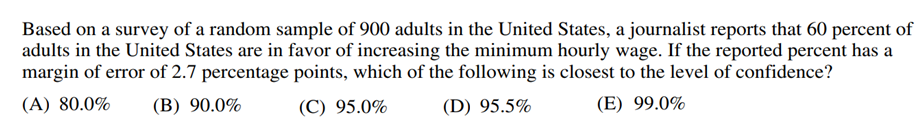 Based on a survey of a random sample of 900 adults in the United States, a journalist reports that 60 percent of
adults in the United States are in favor of increasing the minimum hourly wage. If the reported percent has a
margin of error of 2.7 percentage points, which of the following is closest to the level of confidence?
(A) 80.0% (B) 90.0% (C) 95.0% (D) 95.5% (E) 99.0%